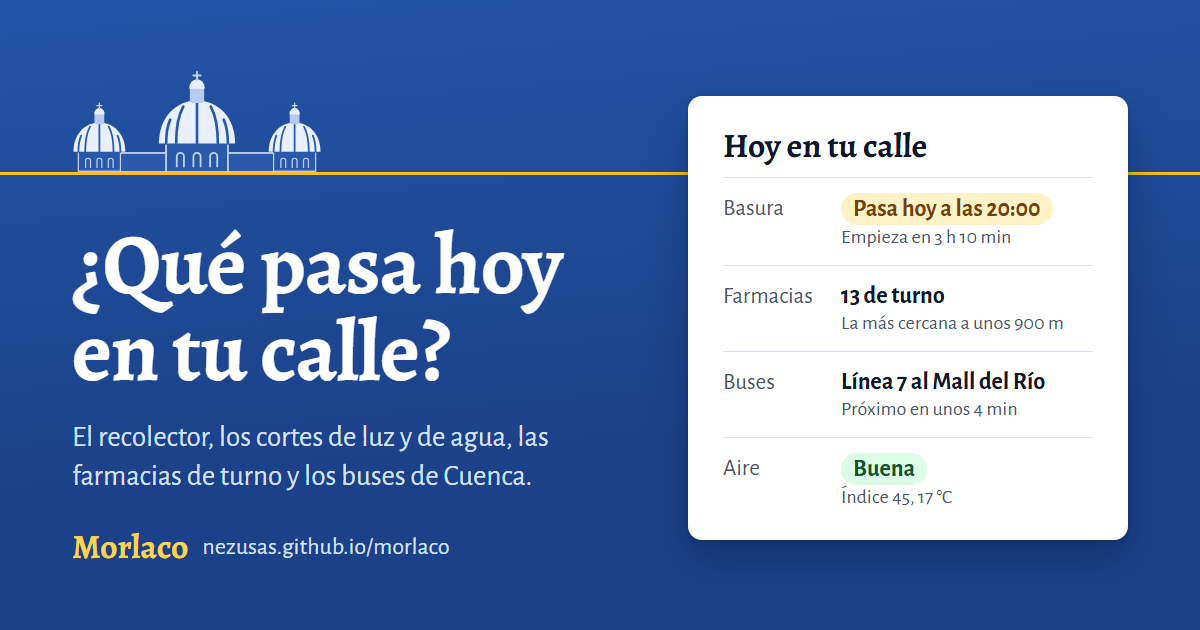 ¿Qué pasa hoy
en tu calle?
El recolector, los cortes de luz y de agua, las
farmacias de turno y los buses de Cuenca.
Morlaco nezusas.github.io/morlaco
Hoy en tu calle
Basura Pasa hoy a las 20:00
Empieza en 3 h 10 min
Farmacias 13 de turno
La más cercana a unos 900 m
Buses Línea 7 al Mall del Río
Próximo en unos 4 min
Aire Buena
Índice 45, 17 °C